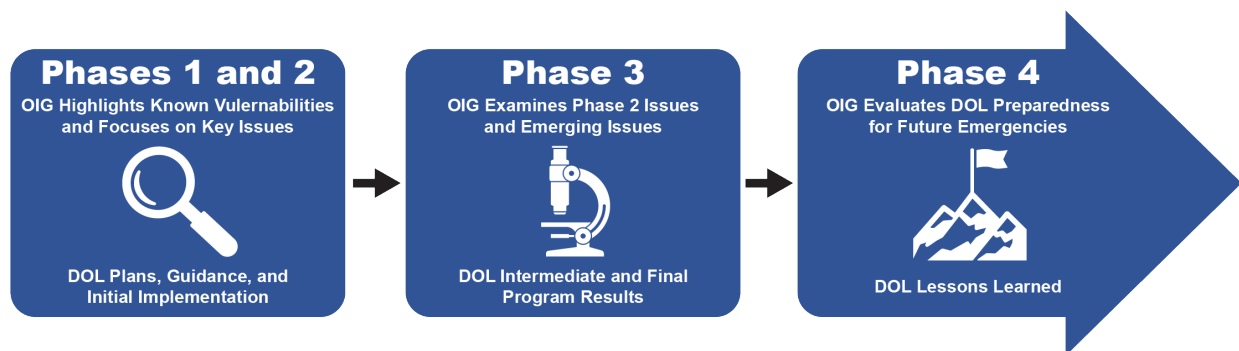 Phases 1 and 2
OIG Highlights Known Vulernabilities
and Focuses on Key Issues
DOL Plans, Guidance, and
Initial Implementation
Phase 3
OIG Examines Phase 2 Issues
and Emerging Issues
DOL Intermediate and Final
Program Results
Phase 4
OIG Evaluates DOL Preparedness
for Future Emergencies
DOL Lessons Learned